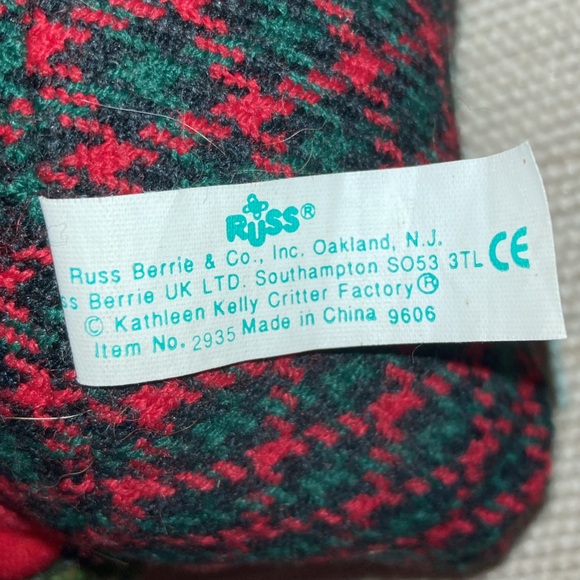 RUSS®
Russ Berrie & Co., Inc. Oakland, N.J.
ss Berrie UK LTD. Southampton SO53 3TL CE
© Kathleen Kelly Critter Factory®
Item No. 2935 Made in China 9606